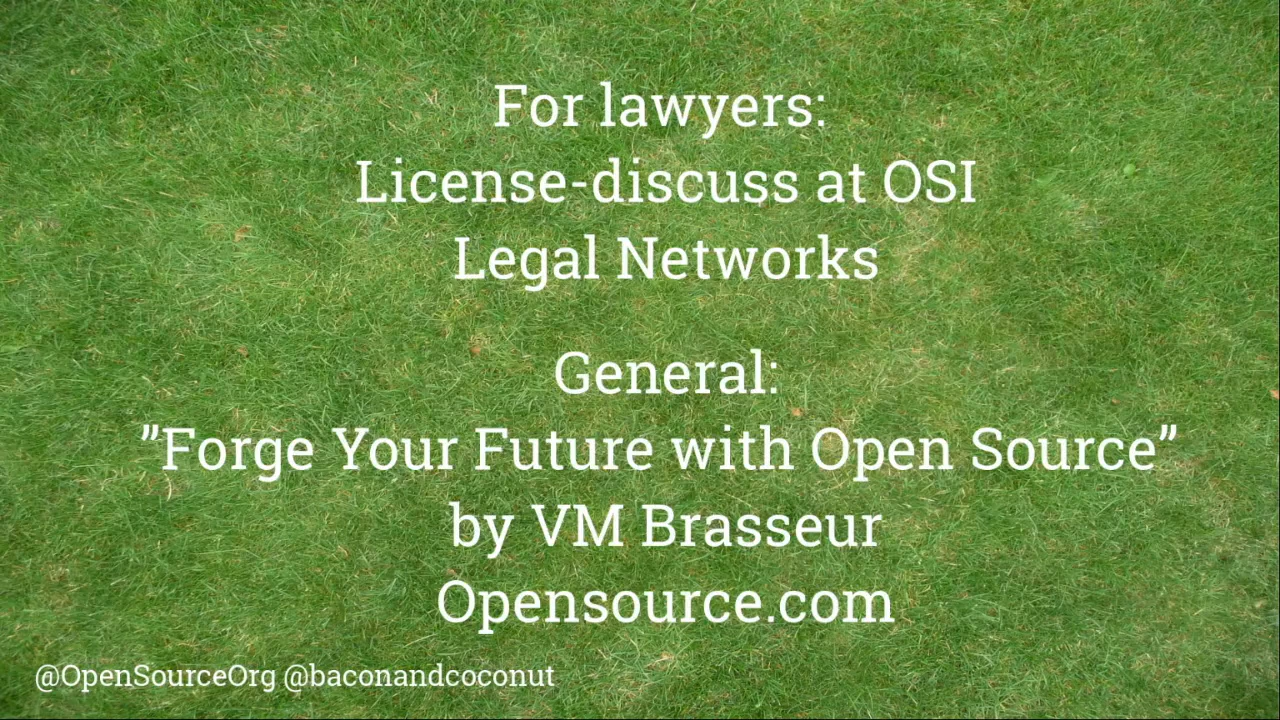 For lawyers:
License-discuss at OSI
Legal Networks
General:
”Forge Your Future with Open Source”
by VM Brasseur
Opensource.com
@OpenSourceOrg @baconandcoconut